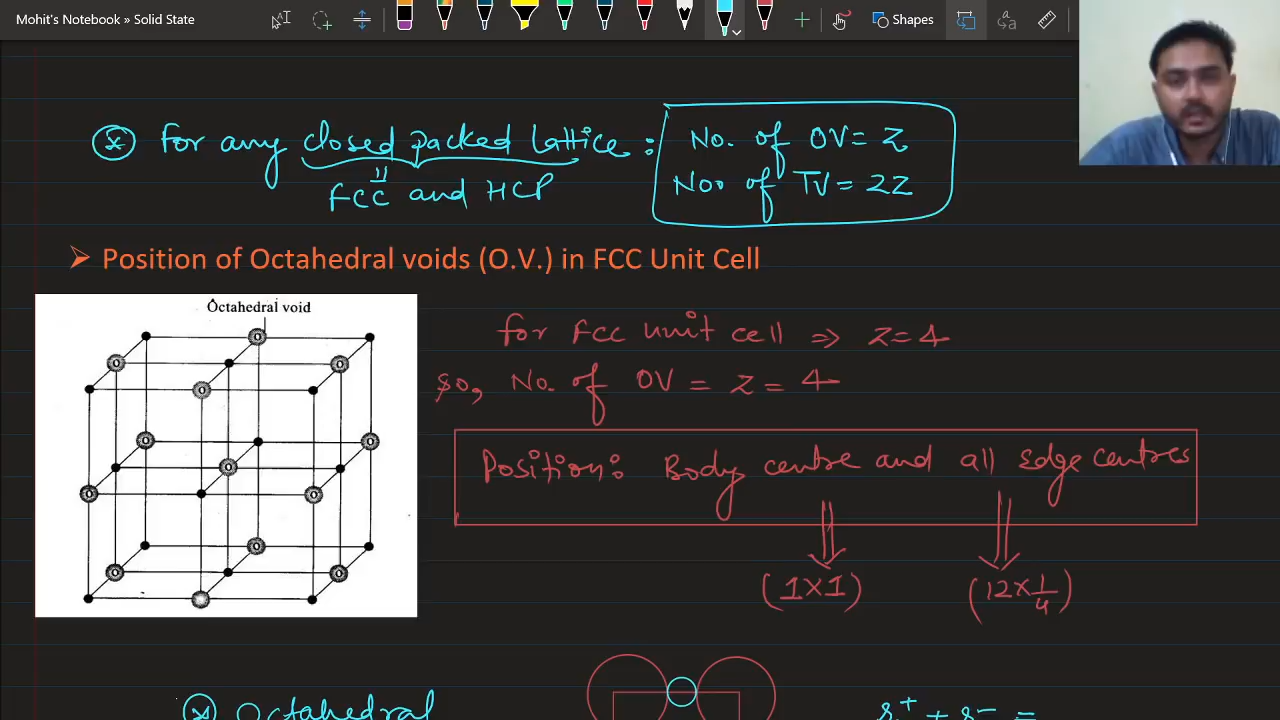 Mohit's Notebook » Solid State
Shapes
For any closed packed lattice :
FCC and HCP
No. of OV = Z
No. of TV = 2Z
➢ Position of Octahedral voids (O.V.) in FCC Unit Cell
Octahedral void
for FCC unit cell ⇒ Z=4
so, No. of OV = Z = 4
Position: Body centre and all edge centres
(1×1) (12×1/4)
Octahedral
r⁺ + r⁻ =